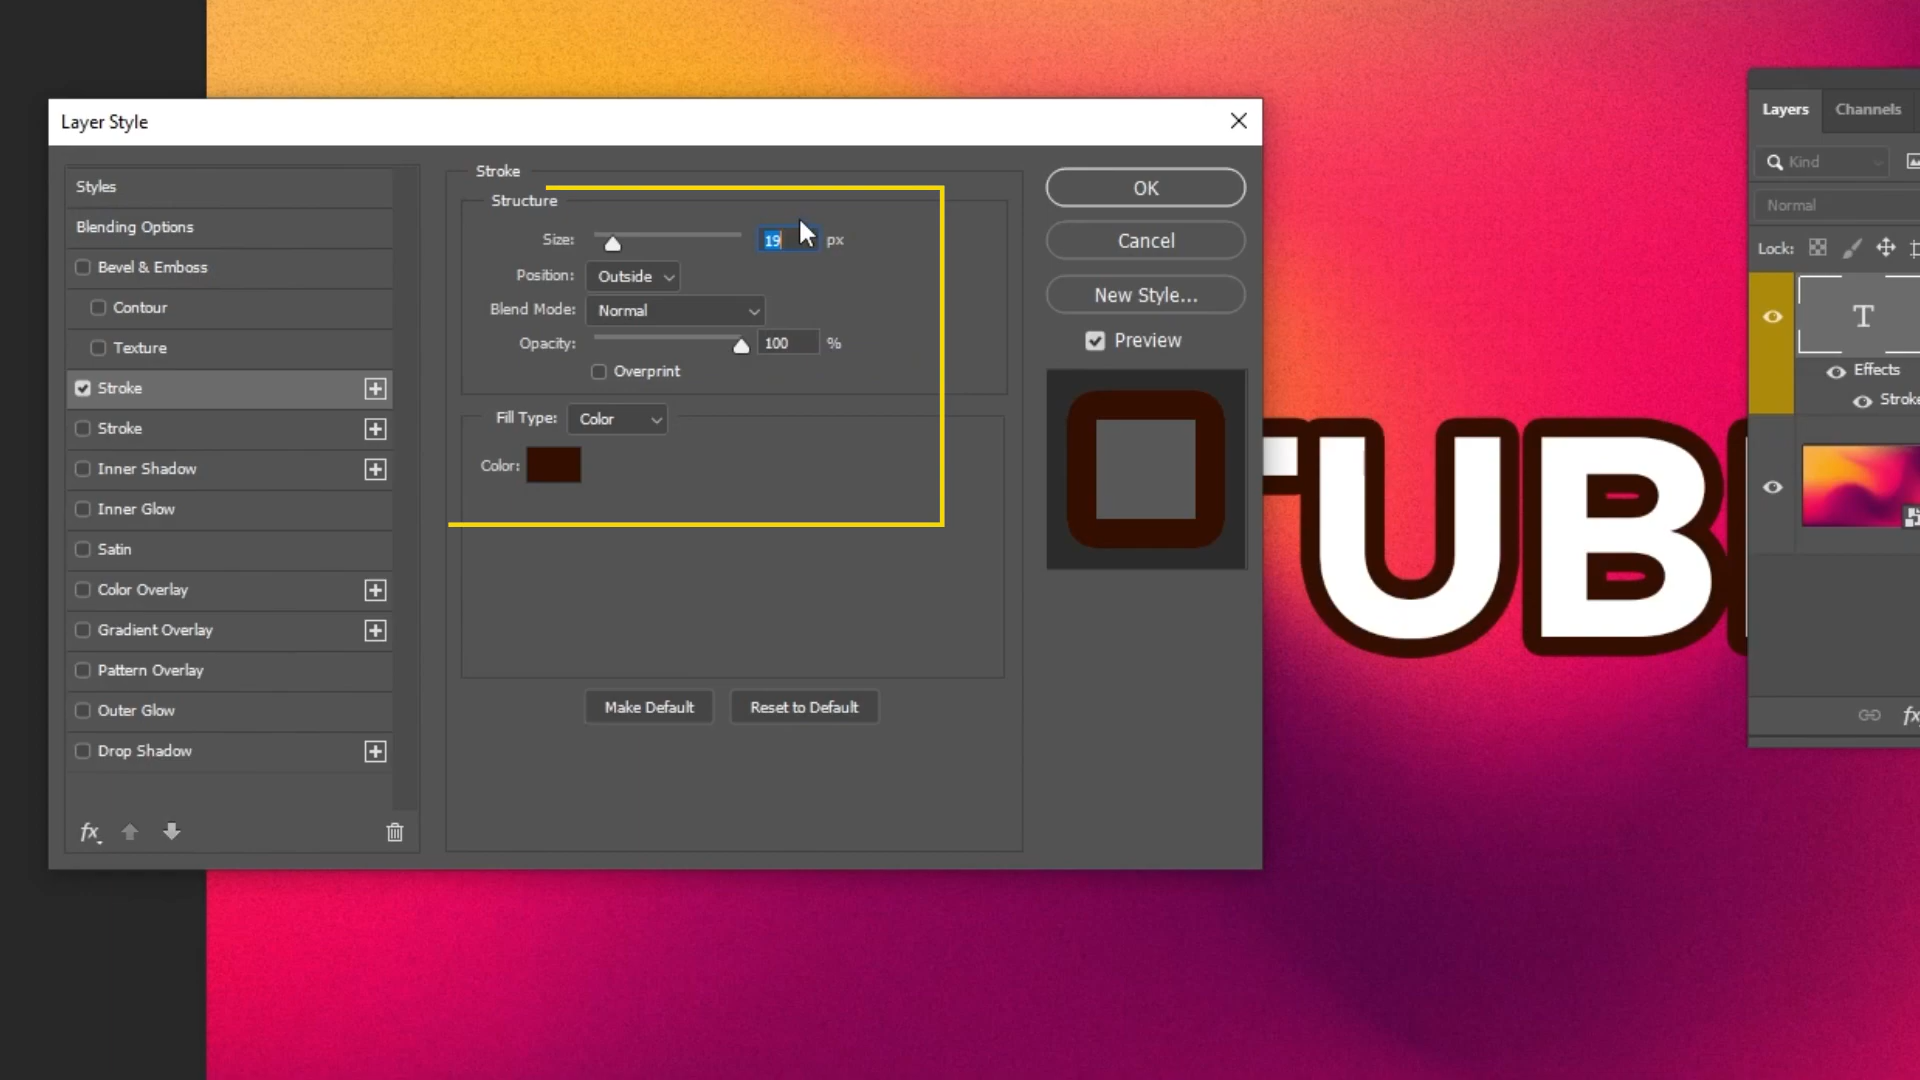 Layer Style
Styles
Blending Options
Bevel & Emboss
Contour
Texture
Stroke
Stroke
Inner Shadow
Inner Glow
Satin
Color Overlay
Gradient Overlay
Pattern Overlay
Outer Glow
Drop Shadow
fx
Stroke
Structure
Size: 19 px
Position: Outside
Blend Mode: Normal
Opacity: 100 %
Overprint
Fill Type: Color
Color:
Make Default Reset to Default
OK
Cancel
New Style...
Preview
TUB
Layers Channels
Kind
Normal
Lock:
T
Effects
Stroke
fx